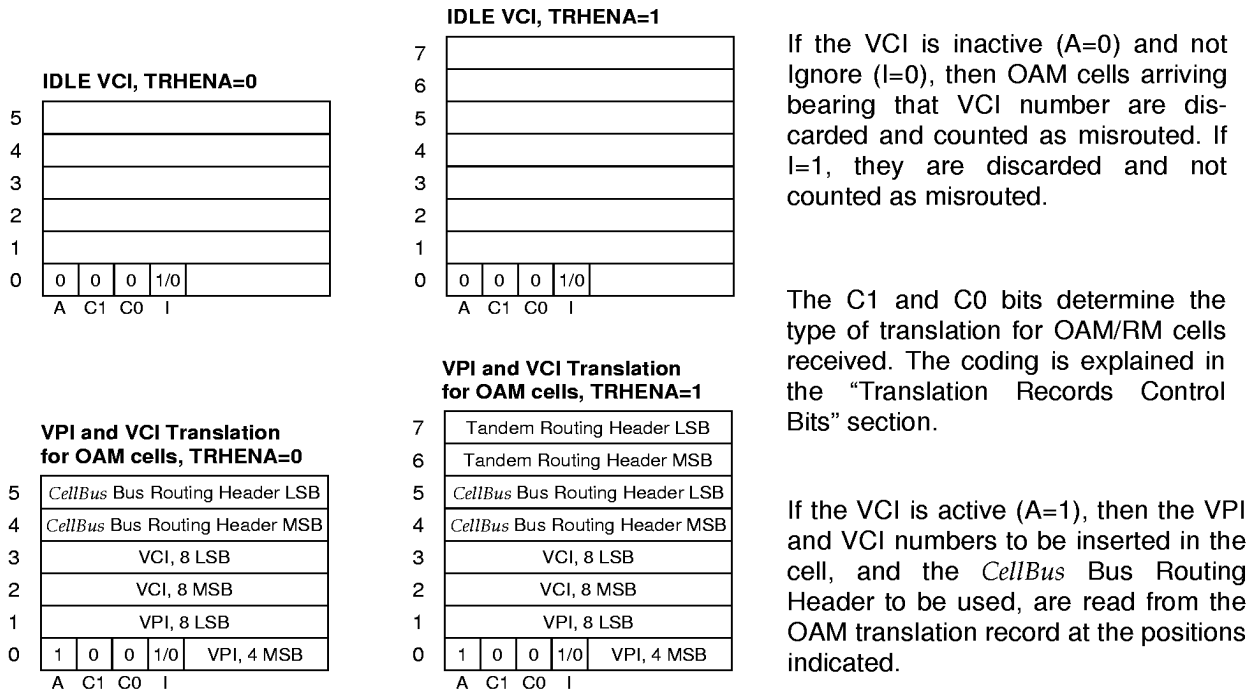 IDLE VCI, TRHENA=0
5
4
3
2
1
0 0 0 0 1/0
A C1 C0 I
IDLE VCI, TRHENA=1
7
6
5
4
3
2
1
0 0 0 0 1/0
A C1 C0 I
If the VCI is inactive (A=0) and not
Ignore (I=0), then OAM cells arriving
bearing that VCI number are dis-
carded and counted as misrouted. If
I=1, they are discarded and not
counted as misrouted.
The C1 and C0 bits determine the
type of translation for OAM/RM cells
received. The coding is explained in
the “Translation Records Control
Bits” section.
VPI and VCI Translation
for OAM cells, TRHENA=0
5 CellBus Bus Routing Header LSB
4 CellBus Bus Routing Header MSB
3 VCI, 8 LSB
2 VCI, 8 MSB
1 VPI, 8 LSB
0 1 0 0 1/0 VPI, 4 MSB
A C1 C0 I
VPI and VCI Translation
for OAM cells, TRHENA=1
7 Tandem Routing Header LSB
6 Tandem Routing Header MSB
5 CellBus Bus Routing Header LSB
4 CellBus Bus Routing Header MSB
3 VCI, 8 LSB
2 VCI, 8 MSB
1 VPI, 8 LSB
0 1 0 0 1/0 VPI, 4 MSB
A C1 C0 I
If the VCI is active (A=1), then the VPI
and VCI numbers to be inserted in the
cell, and the CellBus Bus Routing
Header to be used, are read from the
OAM translation record at the positions
indicated.